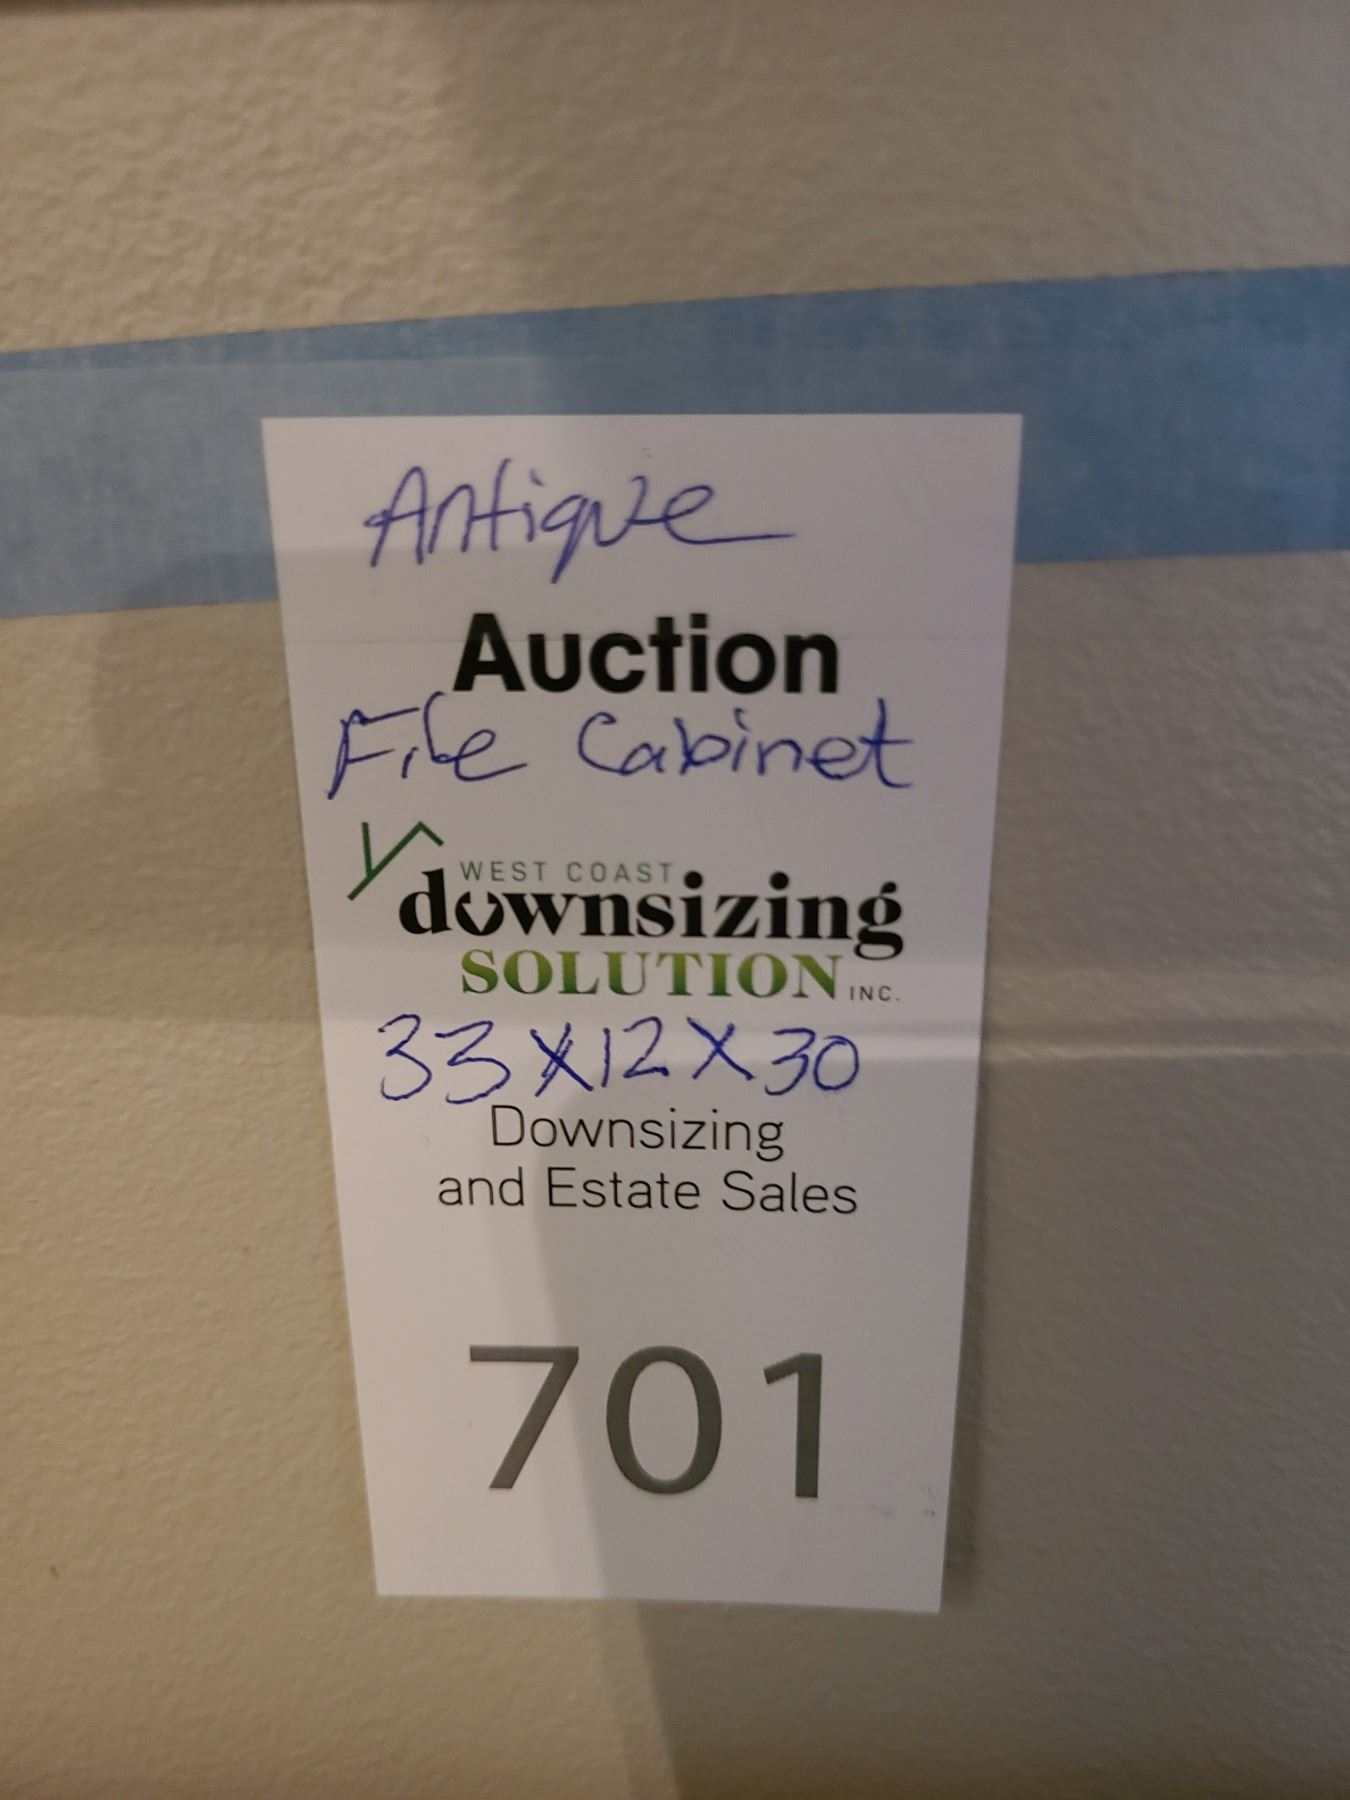 Antique
Auction
File Cabinet
WEST COAST
downsizing
SOLUTION INC.
33 X 12 X 30
Downsizing
and Estate Sales
701